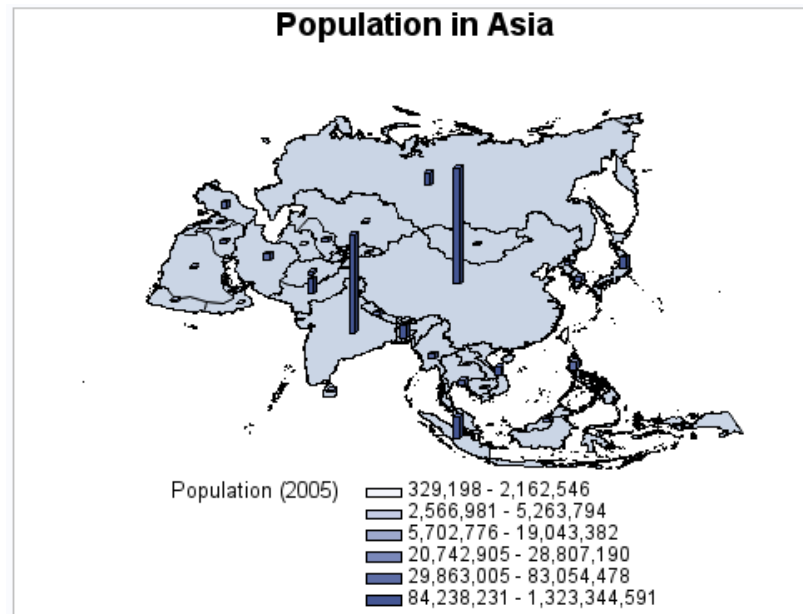 Population in Asia
Population (2005)
329,198 - 2,162,546
2,566,981 - 5,263,794
5,702,776 - 19,043,382
20,742,905 - 28,807,190
29,863,005 - 83,054,478
84,238,231 - 1,323,344,591